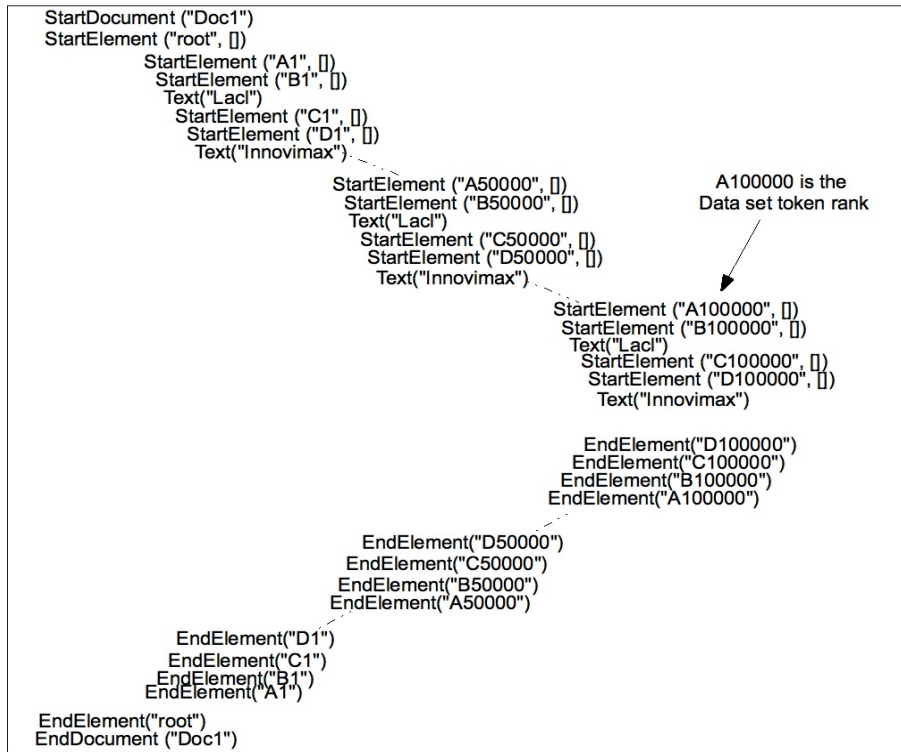 StartDocument ("Doc1")
StartElement ("root", [])
StartElement ("A1", [])
StartElement ("B1", [])
Text("Lacl")
StartElement ("C1", [])
StartElement ("D1", [])
Text("Innovimax")
StartElement ("A50000", [])
StartElement ("B50000", [])
Text("Lacl")
StartElement ("C50000", [])
StartElement ("D50000", [])
Text("Innovimax")
A100000 is the
Data set token rank
StartElement ("A100000", [])
StartElement ("B100000", [])
Text("Lacl")
StartElement ("C100000", [])
StartElement ("D100000", [])
Text("Innovimax")
EndElement("D100000")
EndElement("C100000")
EndElement("B100000")
EndElement("A100000")
EndElement("D50000")
EndElement("C50000")
EndElement("B50000")
EndElement("A50000")
EndElement("D1")
EndElement("C1")
EndElement("B1")
EndElement("A1")
EndElement("root")
EndDocument ("Doc1")